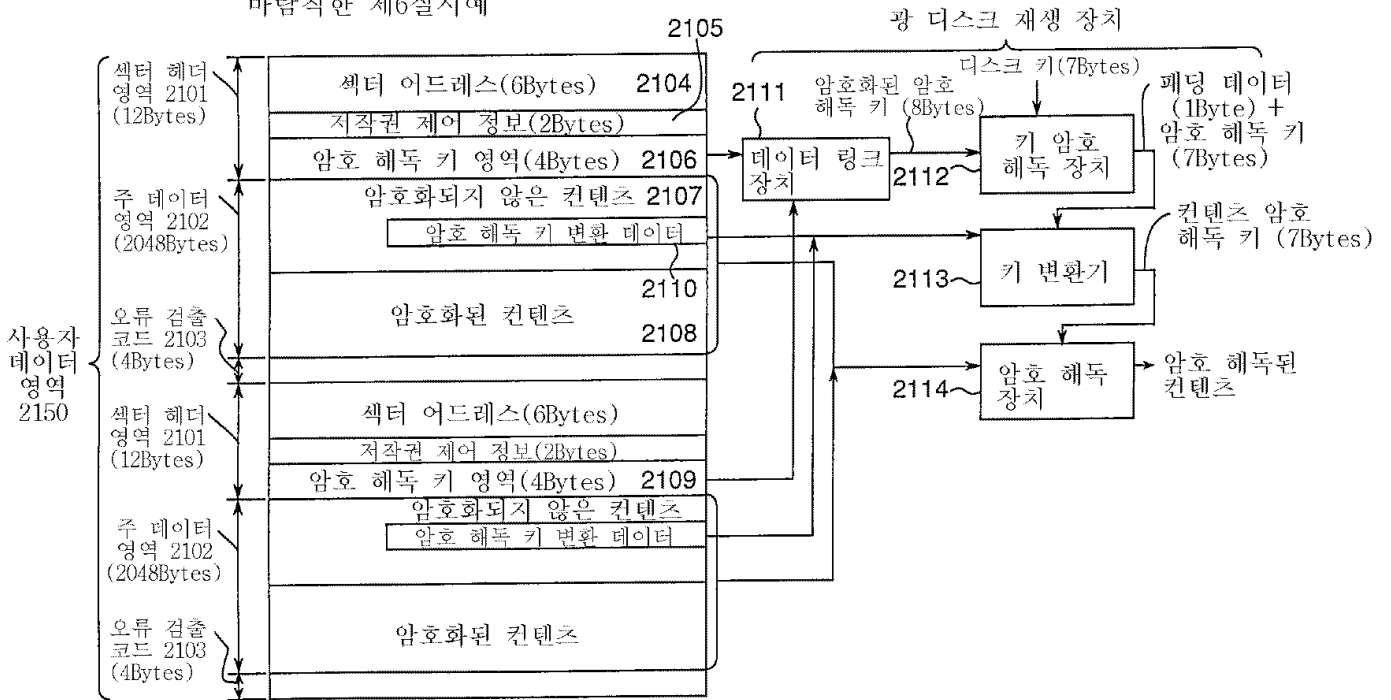 바람직한 제6실시예
광 디스크 재생 장치
2105
디스크 키(7Bytes)
섹터 헤더
영역 2101
(12Bytes)
섹터 어드레스(6Bytes) 2104
저작권 제어 정보(2Bytes)
암호 해독 키 영역(4Bytes) 2106
2111
암호화된 암호
해독 키 (8Bytes)
데이터 링크
장치
키 암호
해독 장치
2112
패딩 데이터
(1Byte) +
암호 해독 키
(7Bytes)
주 데이터
영역 2102
(2048Bytes)
암호화되지 않은 컨텐츠 2107
암호 해독 키 변환 데이터
2110
컨텐츠 암호
해독 키 (7Bytes)
키 변환기
2113
암호화된 컨텐츠
2108
오류 검출
코드 2103
(4Bytes)
암호 해독
장치
2114
암호 해독된
컨텐츠
사용자
데이터
영역
2150
섹터 헤더
영역 2101
(12Bytes)
섹터 어드레스(6Bytes)
저작권 제어 정보(2Bytes)
암호 해독 키 영역(4Bytes) 2109
주 데이터
영역 2102
(2048Bytes)
암호화되지 않은 컨텐츠
암호 해독 키 변환 데이터
암호화된 컨텐츠
오류 검출
코드 2103
(4Bytes)